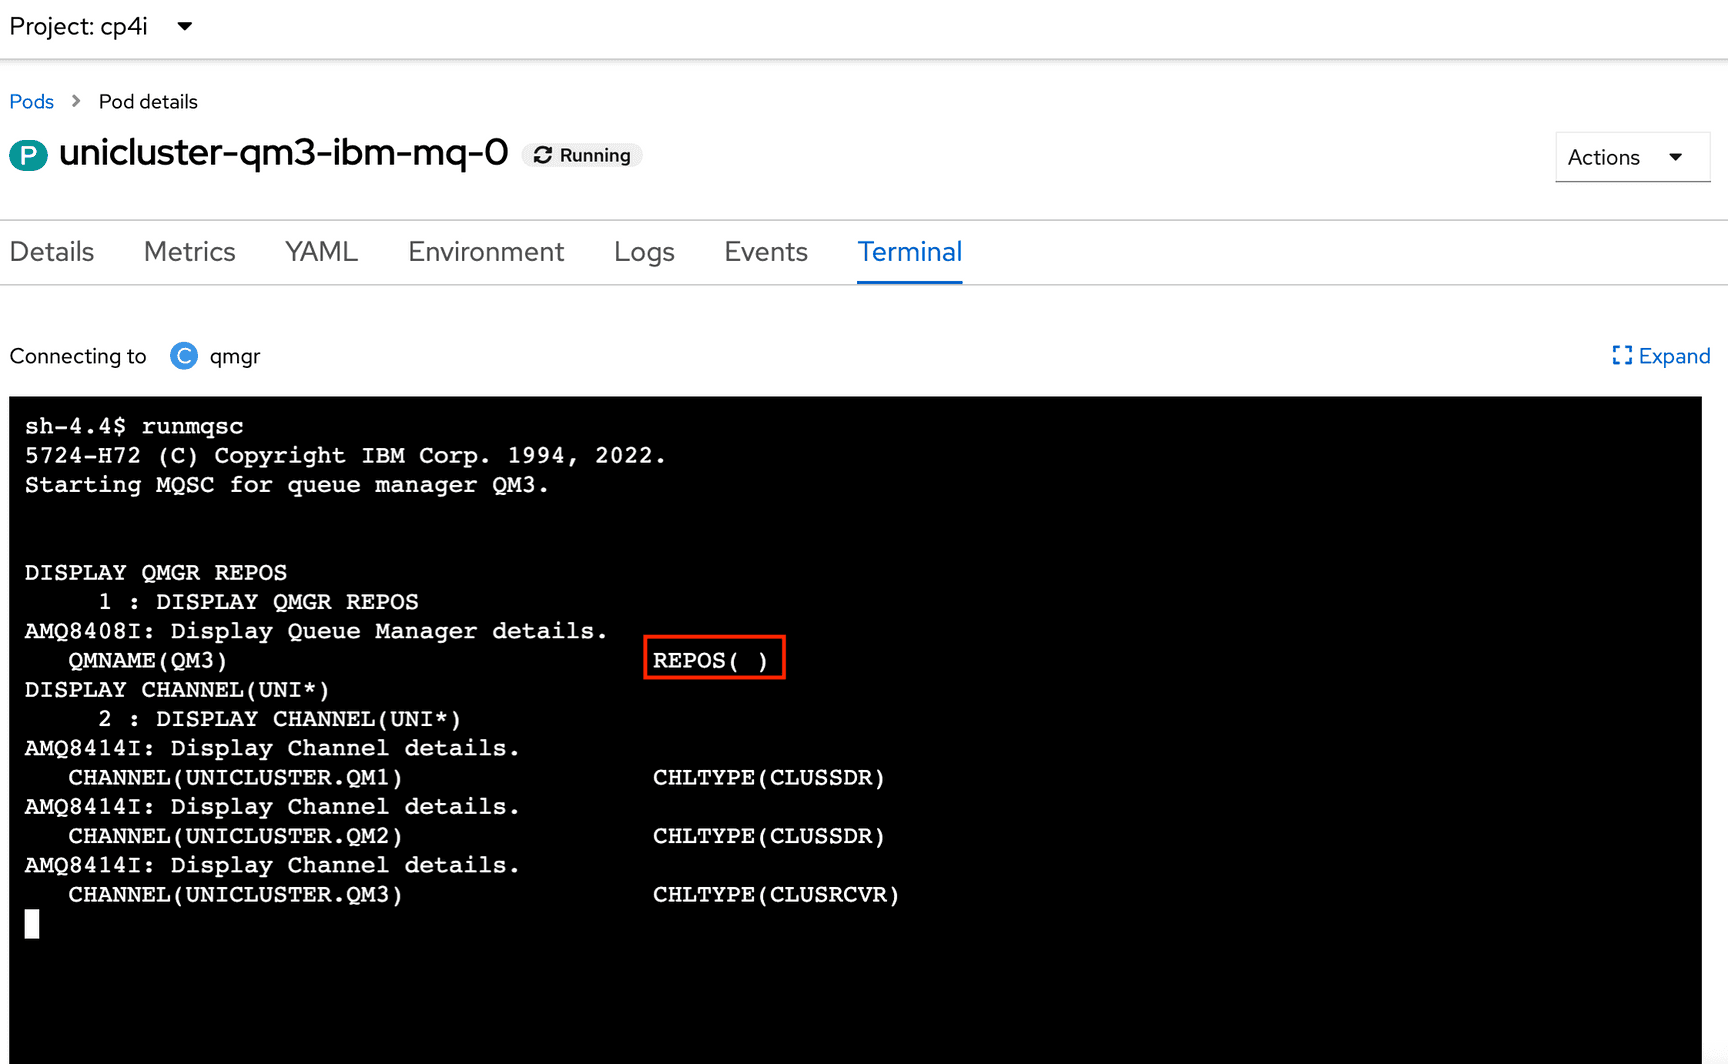 Project: cp4i
Pods > Pod details
P unicluster-qm3-ibm-mq-0 Running
Actions
Details Metrics YAML Environment Logs Events Terminal
Connecting to C qmgr
Expand
sh-4.4$ runmqsc
5724-H72 (C) Copyright IBM Corp. 1994, 2022.
Starting MQSC for queue manager QM3.
DISPLAY QMGR REPOS
1 : DISPLAY QMGR REPOS
AMQ8408I: Display Queue Manager details.
QMNAME(QM3) REPOS( )
DISPLAY CHANNEL(UNI*)
2 : DISPLAY CHANNEL(UNI*)
AMQ8414I: Display Channel details.
CHANNEL(UNICLUSTER.QM1) CHLTYPE(CLUSSDR)
AMQ8414I: Display Channel details.
CHANNEL(UNICLUSTER.QM2) CHLTYPE(CLUSSDR)
AMQ8414I: Display Channel details.
CHANNEL(UNICLUSTER.QM3) CHLTYPE(CLUSRCVR)